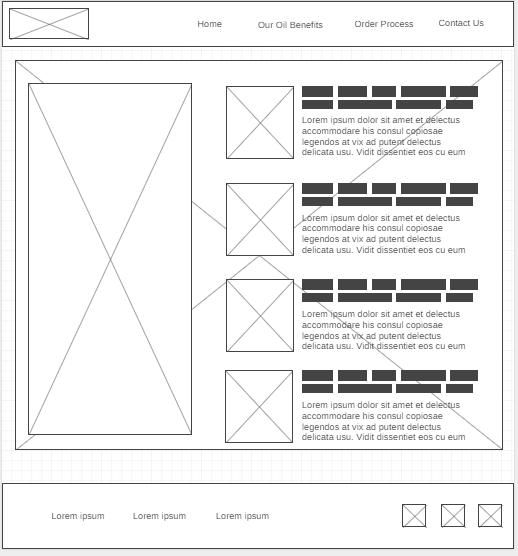 Home
Our Oil Benefits
Order Process
Contact Us
Lorem ipsum dolor sit amet et delectus
accommodare his consul copiosae
legendos at vix ad putent delectus
delicata usu. Vidit dissentiet eos cu eum
Lorem ipsum dolor sit amet et delectus
accommodare his consul copiosae
legendos at vix ad putent delectus
delicata usu. Vidit dissentiet eos cu eum
Lorem ipsum dolor sit amet et delectus
accommodare his consul copiosae
legendos at vix ad putent delectus
delicata usu. Vidit dissentiet eos cu eum
Lorem ipsum dolor sit amet et delectus
accommodare his consul copiosae
legendos at vix ad putent delectus
delicata usu. Vidit dissentiet eos cu eum
Lorem ipsum
Lorem ipsum
Lorem ipsum